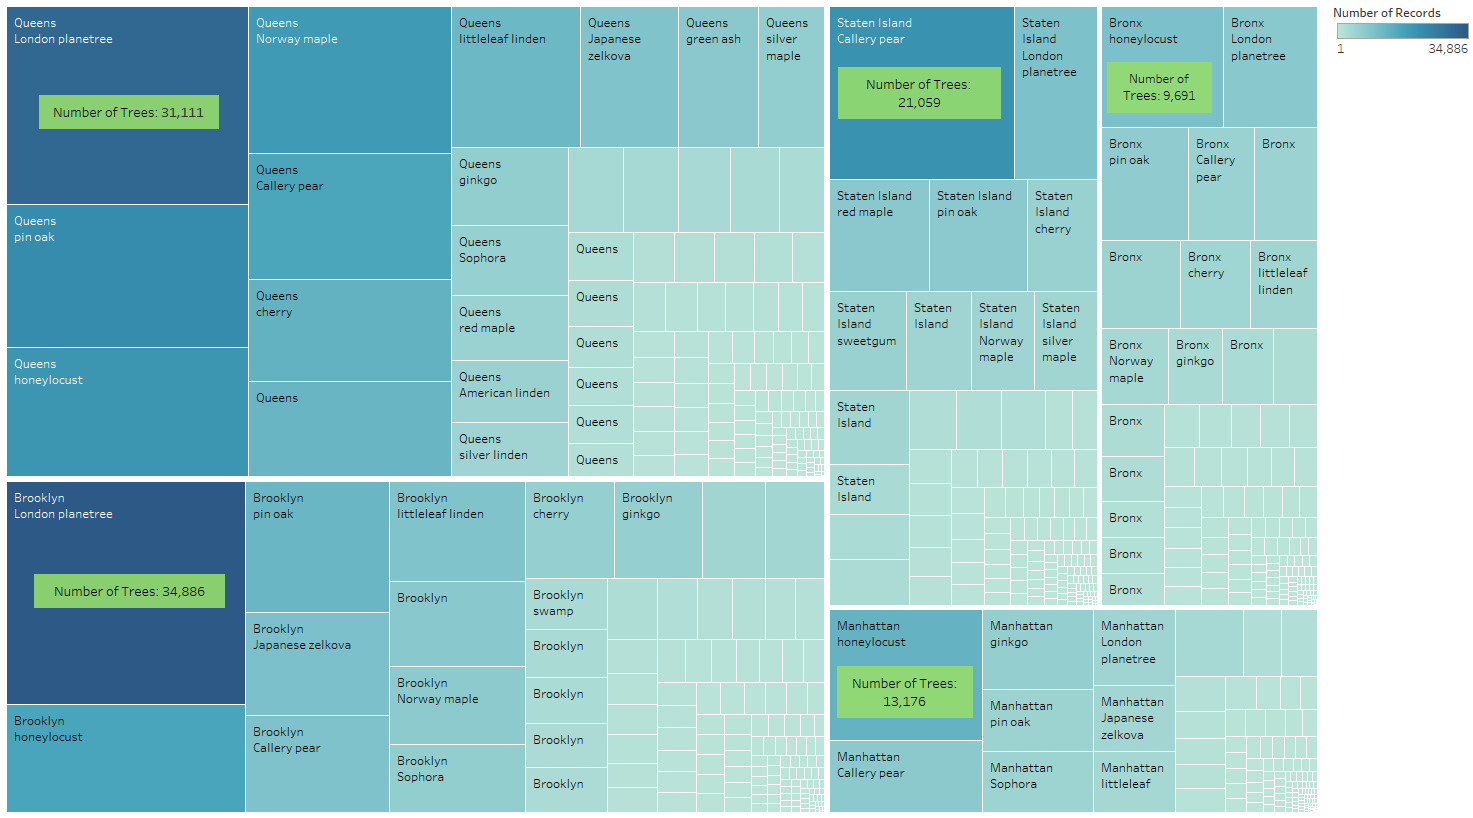 Queens
London planetree
Number of Trees: 31,111
Queens
pin oak
Queens
honeylocust
Queens
Norway maple
Queens
Callery pear
Queens
cherry
Queens
Queens
littleleaf linden
Queens
Japanese
zelkova
Queens
green ash
Queens
silver
maple
Queens
ginkgo
Queens
Sophora
Queens
red maple
Queens
American linden
Queens
silver linden
Queens
Queens
Queens
Queens
Queens
Queens
Brooklyn
London planetree
Number of Trees: 34,886
Brooklyn
honeylocust
Brooklyn
pin oak
Brooklyn
Japanese zelkova
Brooklyn
Callery pear
Brooklyn
littleleaf linden
Brooklyn
Brooklyn
Norway maple
Brooklyn
Sophora
Brooklyn
cherry
Brooklyn
ginkgo
Brooklyn
swamp
Brooklyn
Brooklyn
Brooklyn
Brooklyn
Staten Island
Callery pear
Number of Trees:
21,059
Staten
Island
London
planetree
Staten Island
red maple
Staten Island
pin oak
Staten
Island
cherry
Staten
Island
sweetgum
Staten
Island
Staten
Island
Norway
maple
Staten
Island
silver
maple
Staten
Island
Staten
Island
Bronx
honeylocust
Number of
Trees: 9,691
Bronx
London
planetree
Bronx
pin oak
Bronx
Callery
pear
Bronx
Bronx
Bronx
cherry
Bronx
littleleaf
linden
Bronx
Norway
maple
Bronx
ginkgo
Bronx
Bronx
Bronx
Bronx
Bronx
Bronx
Manhattan
honeylocust
Number of Trees:
13,176
Manhattan
Callery pear
Manhattan
ginkgo
Manhattan
pin oak
Manhattan
Sophora
Manhattan
London
planetree
Manhattan
Japanese
zelkova
Manhattan
littleleaf
Number of Records
1 34,886